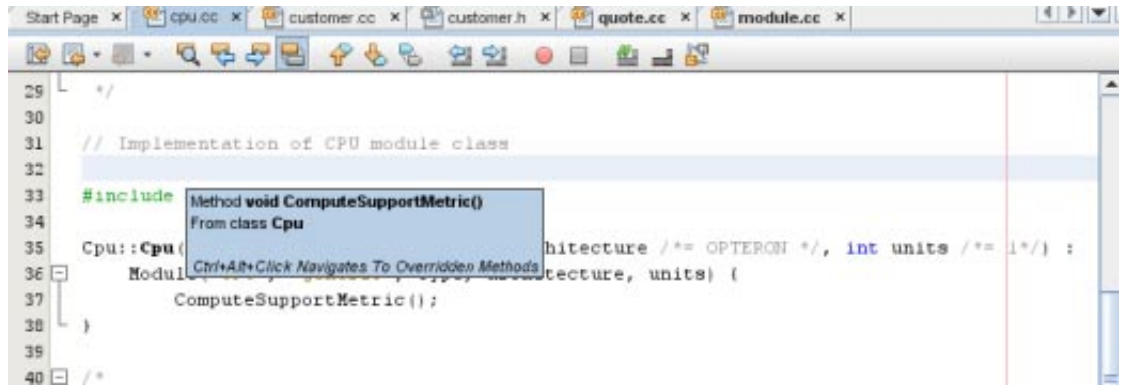 Start Page × cpu.cc × customer.cc × customer.h × quote.cc × module.cc ×
29 */
30
31 // Implementation of CPU module class
32
33 #include
Method void ComputeSupportMetric()
From class Cpu
Ctrl+Alt+Click Navigates To Overridden Methods
34
35 Cpu::Cpu( hitecture /*= OPTERON */, int units /*= 1*/) :
36 Module( tecture, units) {
37 ComputeSupportMetric();
38 }
39
40 /*